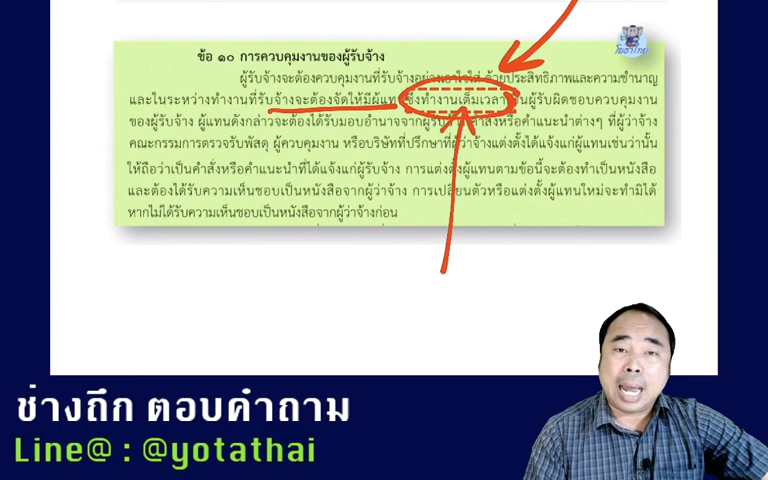 โยธาไทย
ข้อ ๑๐ การควบคุมงานของผู้รับจ้าง
ผู้รับจ้างจะต้องควบคุมงานที่รับจ้างอย่างเอาใจใส่ ด้วยประสิทธิภาพและความชำนาญ
และในระหว่างทำงานที่รับจ้างจะต้องจัดให้มีผู้แทนซึ่งทำงานเต็มเวลาเป็นผู้รับผิดชอบควบคุมงาน
ของผู้รับจ้าง ผู้แทนดังกล่าวจะต้องได้รับมอบอำนาจจากผู้รับจ้าง คำสั่งหรือคำแนะนำต่างๆ ที่ผู้ว่าจ้าง
คณะกรรมการตรวจรับพัสดุ ผู้ควบคุมงาน หรือบริษัทที่ปรึกษาที่ผู้ว่าจ้างแต่งตั้งได้แจ้งแก่ผู้แทนเช่นว่านั้น
ให้ถือว่าเป็นคำสั่งหรือคำแนะนำที่ได้แจ้งแก่ผู้รับจ้าง การแต่งตั้งผู้แทนตามข้อนี้จะต้องทำเป็นหนังสือ
และต้องได้รับความเห็นชอบเป็นหนังสือจากผู้ว่าจ้าง การเปลี่ยนตัวหรือแต่งตั้งผู้แทนใหม่จะทำมิได้
หากไม่ได้รับความเห็นชอบเป็นหนังสือจากผู้ว่าจ้างก่อน
ช่างถึก ตอบคำถาม
Line@ : @yotathai